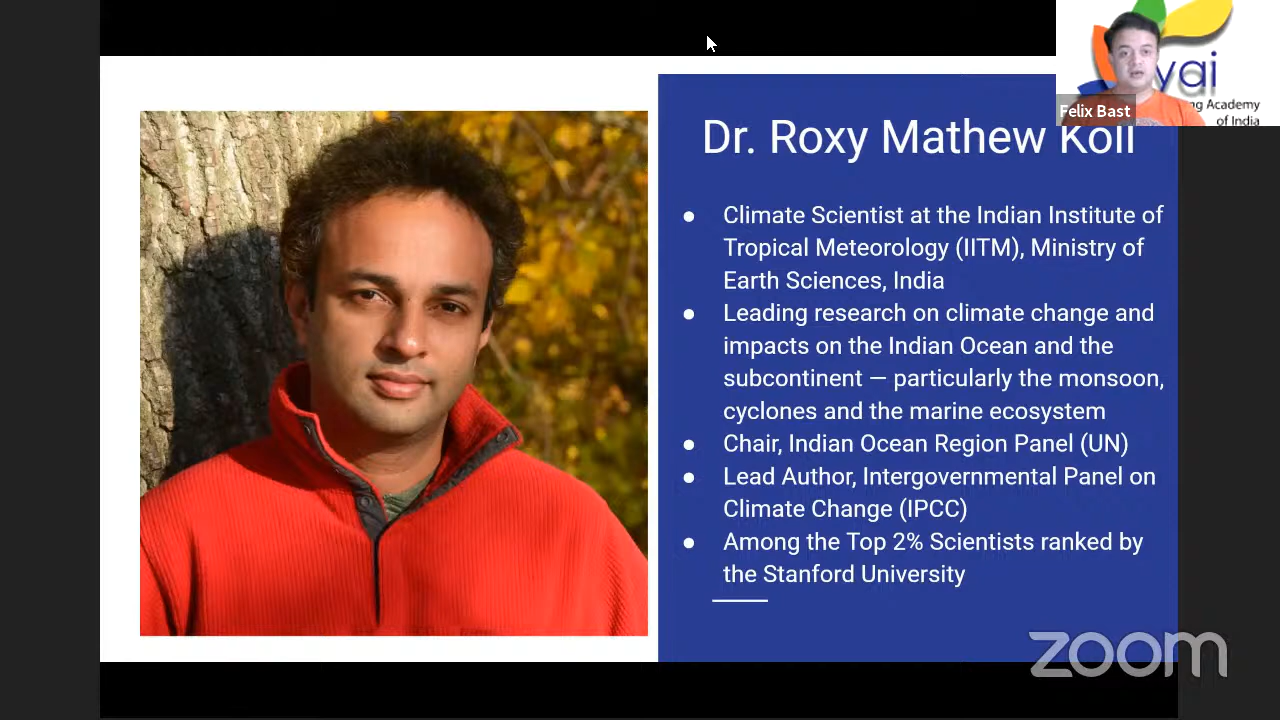 yai
ng Academy
of India
Felix Bast
Dr. Roxy Mathew Koll
● Climate Scientist at the Indian Institute of
Tropical Meteorology (IITM), Ministry of
Earth Sciences, India
● Leading research on climate change and
impacts on the Indian Ocean and the
subcontinent — particularly the monsoon,
cyclones and the marine ecosystem
● Chair, Indian Ocean Region Panel (UN)
● Lead Author, Intergovernmental Panel on
Climate Change (IPCC)
● Among the Top 2% Scientists ranked by
the Stanford University
zoom